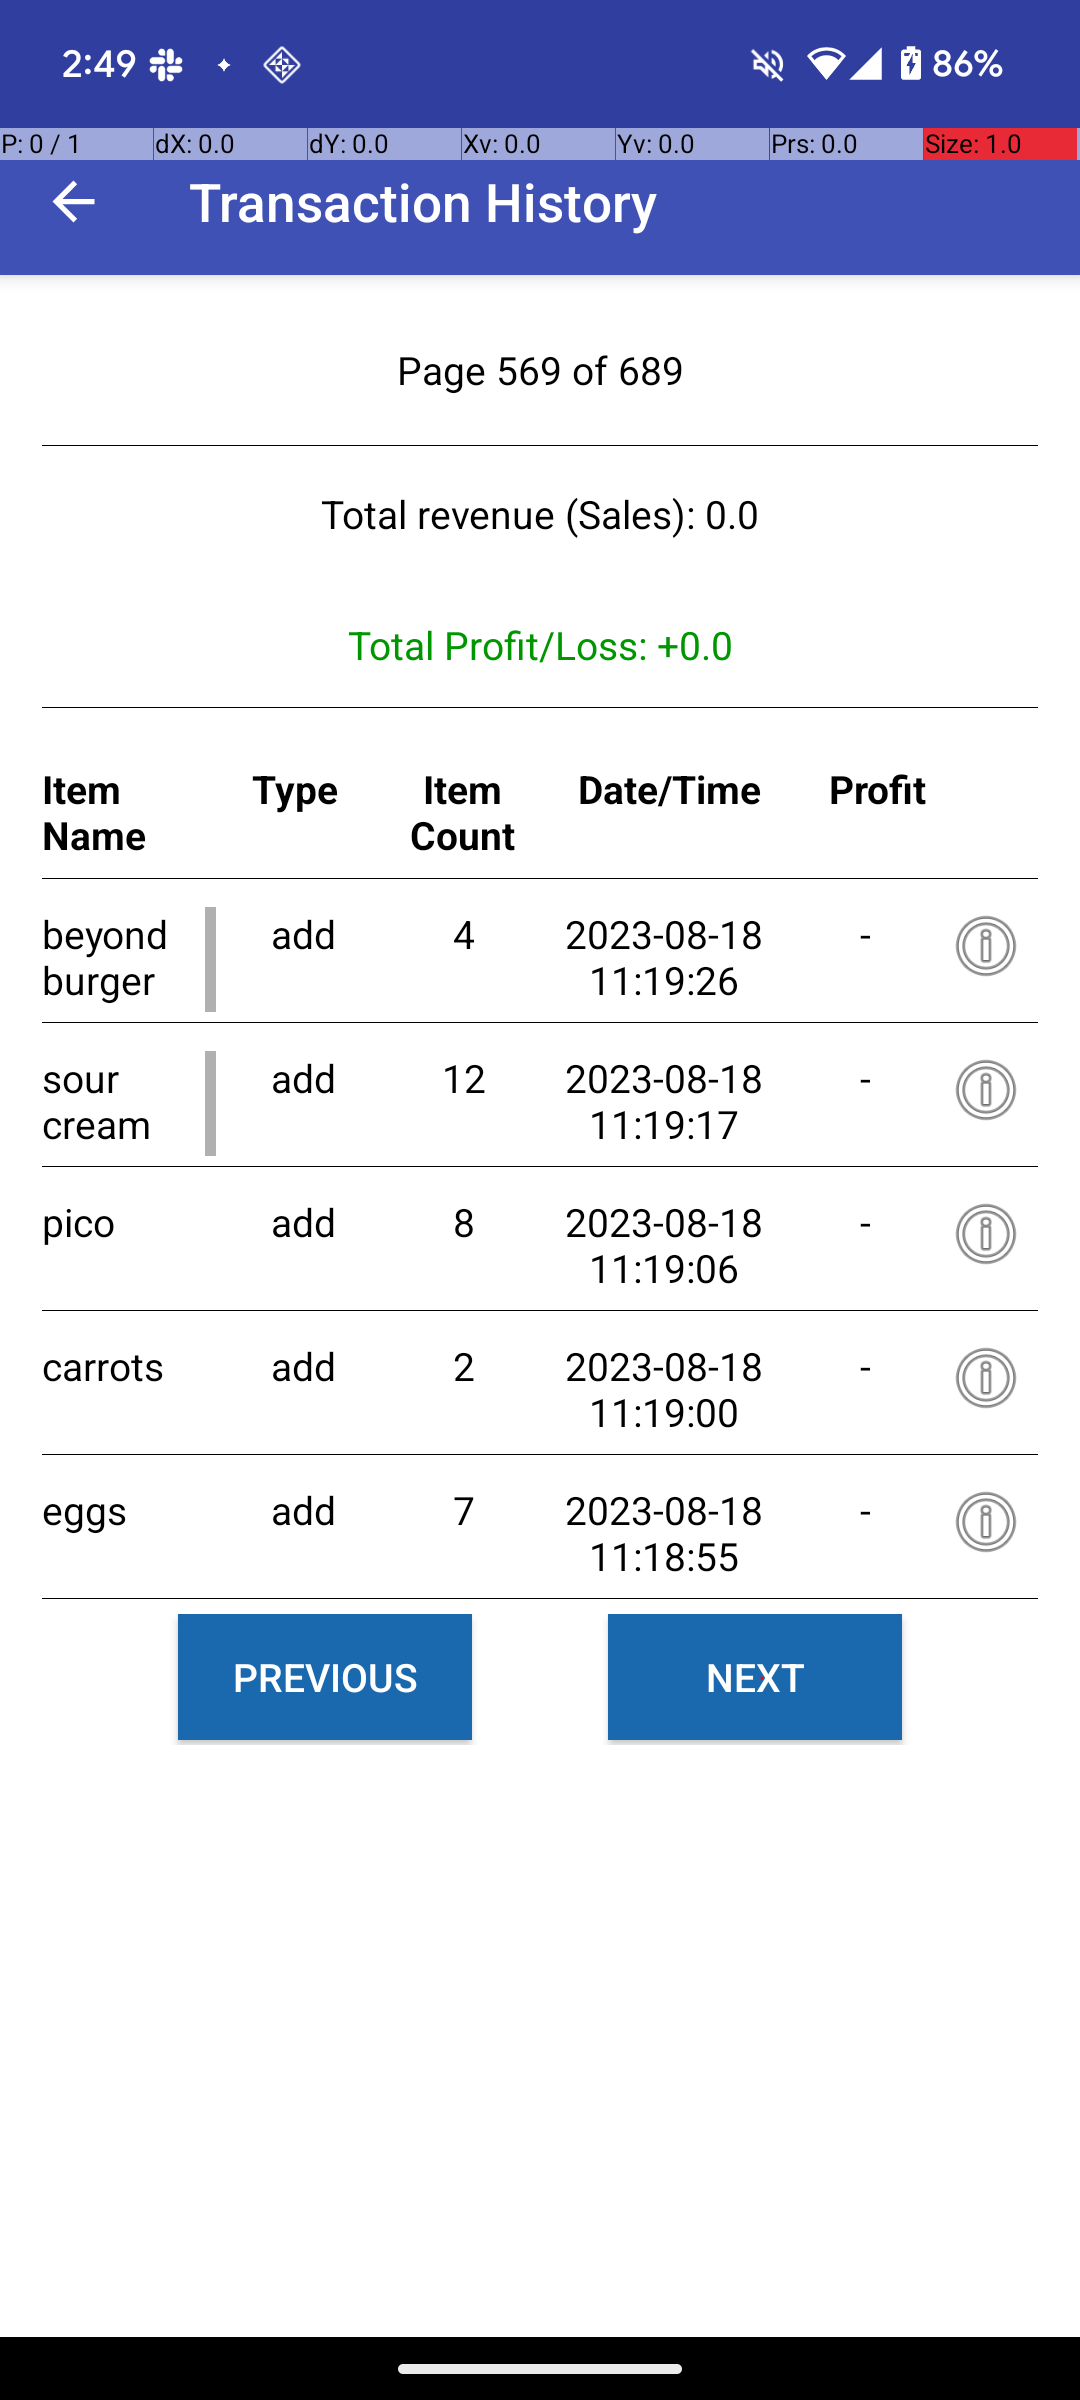 2:49 86%
P: 0 / 1 dX: 0.0 dY: 0.0 Xv: 0.0 Yv: 0.0 Prs: 0.0 Size: 1.0
Transaction History
Page 569 of 689
Total revenue (Sales): 0.0
Total Profit/Loss: +0.0
Item Type Item Date/Time Profit
Name Count
beyond add 4 2023-08-18 -
burger 11:19:26
sour add 12 2023-08-18 -
cream 11:19:17
pico add 8 2023-08-18 -
11:19:06
carrots add 2 2023-08-18 -
11:19:00
eggs add 7 2023-08-18 -
11:18:55
PREVIOUS NEXT